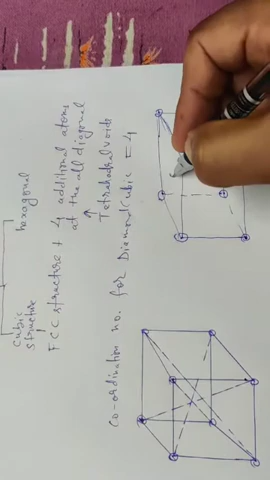 cubic
structure
hexagonal
FCC structure + 4 additional atoms
at the all diagonal
↑
Tetrahedral voids
Co-ordination no. for Diamond Cubic = 4